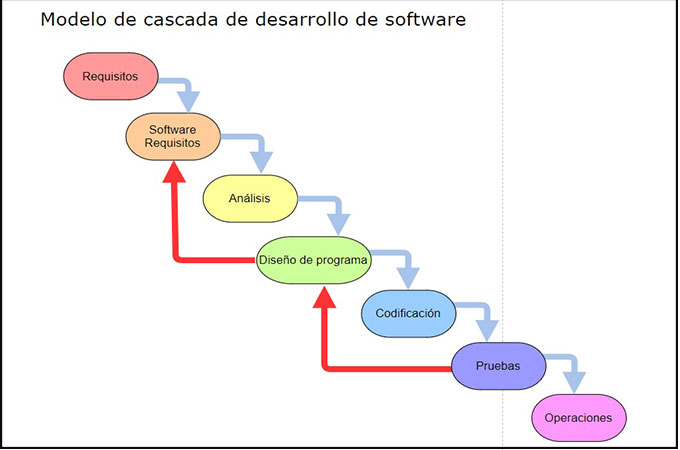 Modelo de cascada de desarrollo de software
Requisitos
Software
Requisitos
Análisis
Diseño de programa
Codificación
Pruebas
Operaciones